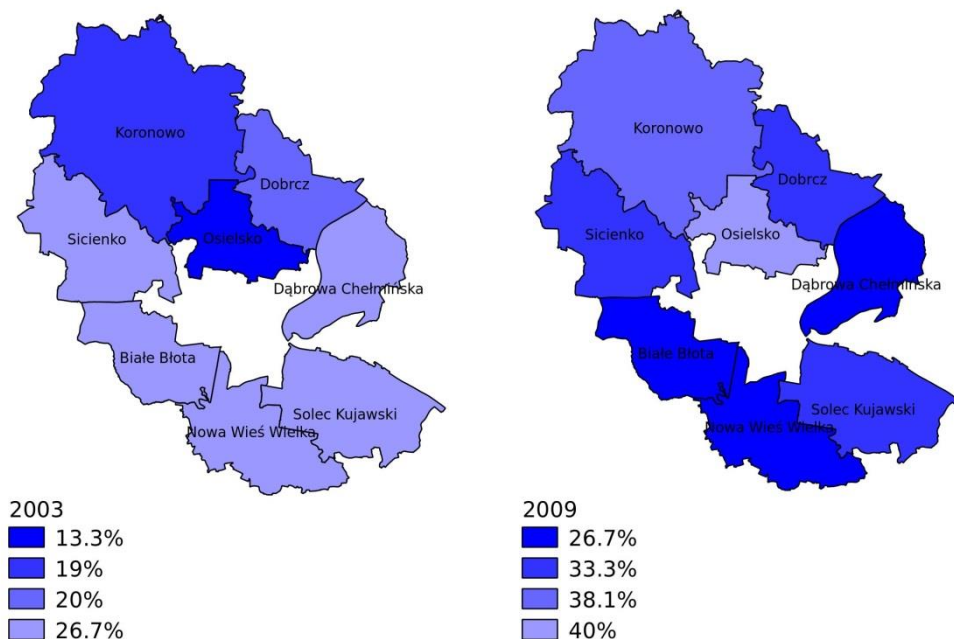 Koronowo
Dobrcz
Sicienko
Osielsko
Dąbrowa Chełmińska
Białe Błota
Solec Kujawski
Nowa Wieś Wielka
2003
13.3%
19%
20%
26.7%
Koronowo
Dobrcz
Sicienko
Osielsko
Dąbrowa Chełmińska
Białe Błota
Solec Kujawski
Nowa Wieś Wielka
2009
26.7%
33.3%
38.1%
40%